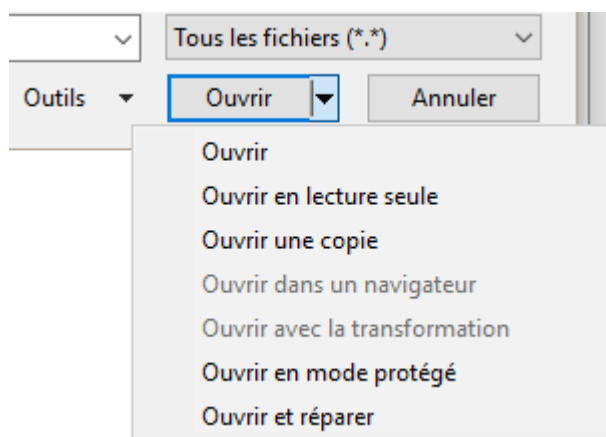 Tous les fichiers (*.*)
Outils Ouvrir Annuler
Ouvrir
Ouvrir en lecture seule
Ouvrir une copie
Ouvrir dans un navigateur
Ouvrir avec la transformation
Ouvrir en mode protégé
Ouvrir et réparer